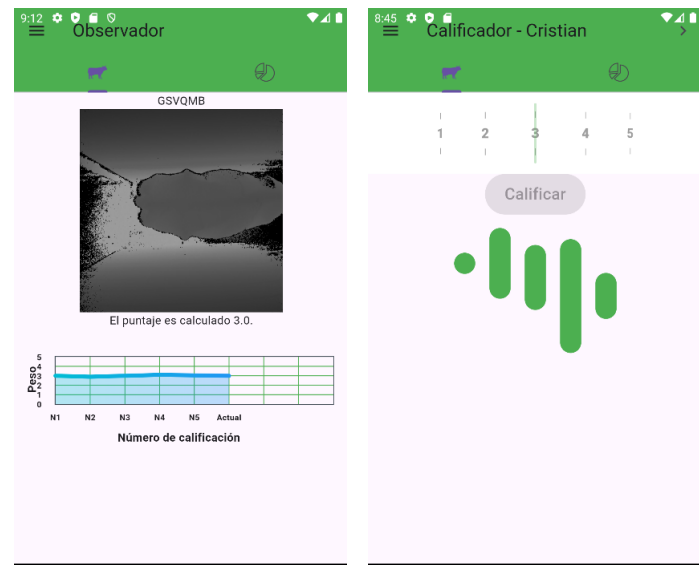 9:12
Observador
GSVQMB
El puntaje es calculado 3.0.
Peso
5
4
3
2
1
0
N1 N2 N3 N4 N5 Actual
Número de calificación
8:45
Calificador - Cristian
1 2 3 4 5
Calificar